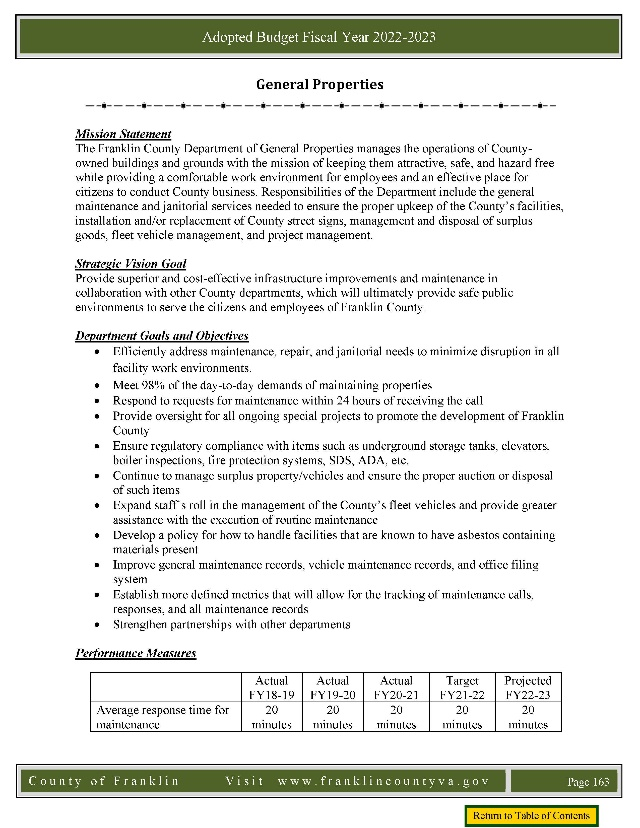 Adopted Budget Fiscal Year 2022-2023
General Properties
Mission Statement
The Franklin County Department of General Properties manages the operations of County-
owned buildings and grounds with the mission of keeping them attractive, safe, and hazard free
while providing a comfortable work environment for employees and an effective place for
citizens to conduct County business. Responsibilities of the Department include the general
maintenance and janitorial services needed to ensure the proper upkeep of the County's facilities,
installation and/or replacement of County street signs, management and disposal of surplus
goods, fleet vehicle management, and project management.
Strategic Vision Goal
Provide superior and cost-effective infrastructure improvements and maintenance in
collaboration with other County departments, which will ultimately provide safe public
environments to serve the citizens and employees of Franklin County
Department Goals and Objectives
• Efficiently address maintenance, repair, and janitorial needs to minimize disruption in all
facility work environments.
• Meet 98% of the day-to-day demands of maintaining properties
• Respond to requests for maintenance within 24 hours of receiving the call
• Provide oversight for all ongoing special projects to promote the development of Franklin
County
• Ensure regulatory compliance with items such as underground storage tanks, elevators,
boiler inspections, fire protection systems, SDS, ADA, etc.
• Continue to manage surplus property/vehicles and ensure the proper auction or disposal
of such items
• Expand staff's roll in the management of the County's fleet vehicles and provide greater
assistance with the execution of routine maintenance
• Develop a policy for how to handle facilities that are known to have asbestos containing
materials present
• Improve general maintenance records, vehicle maintenance records, and office filing
system
• Establish more defined metrics that will allow for the tracking of maintenance calls,
responses, and all maintenance records
• Strengthen partnerships with other departments
Performance Measures
Actual Actual Actual Target Projected
FY18-19 FY19-20 FY20-21 FY21-22 FY22-23
Average response time for 20 20 20 20 20
maintenance minutes minutes minutes minutes minutes
County of Franklin Visit www.franklincountyva.gov Page 163
Return to Table of Contents